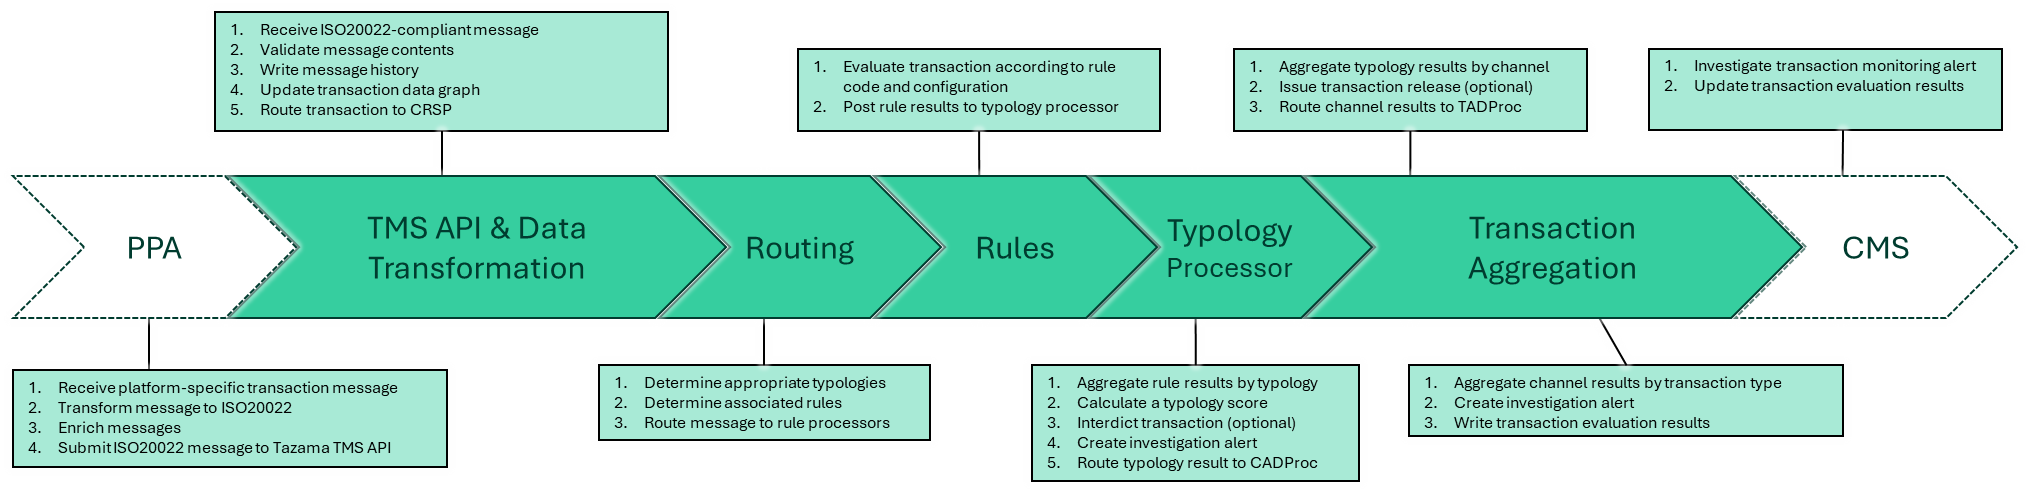 1. Receive ISO20022-compliant message
2. Validate message contents
3. Write message history
4. Update transaction data graph
5. Route transaction to CRSP
1. Evaluate transaction according to rule
code and configuration
2. Post rule results to typology processor
1. Aggregate typology results by channel
2. Issue transaction release (optional)
3. Route channel results to TADProc
1. Investigate transaction monitoring alert
2. Update transaction evaluation results
PPA
TMS API & Data
Transformation
Routing
Rules
Typology
Processor
Transaction
Aggregation
CMS
1. Receive platform-specific transaction message
2. Transform message to ISO20022
3. Enrich messages
4. Submit ISO20022 message to Tazama TMS API
1. Determine appropriate typologies
2. Determine associated rules
3. Route message to rule processors
1. Aggregate rule results by typology
2. Calculate a typology score
3. Interdict transaction (optional)
4. Create investigation alert
5. Route typology result to CADProc
1. Aggregate channel results by transaction type
2. Create investigation alert
3. Write transaction evaluation results